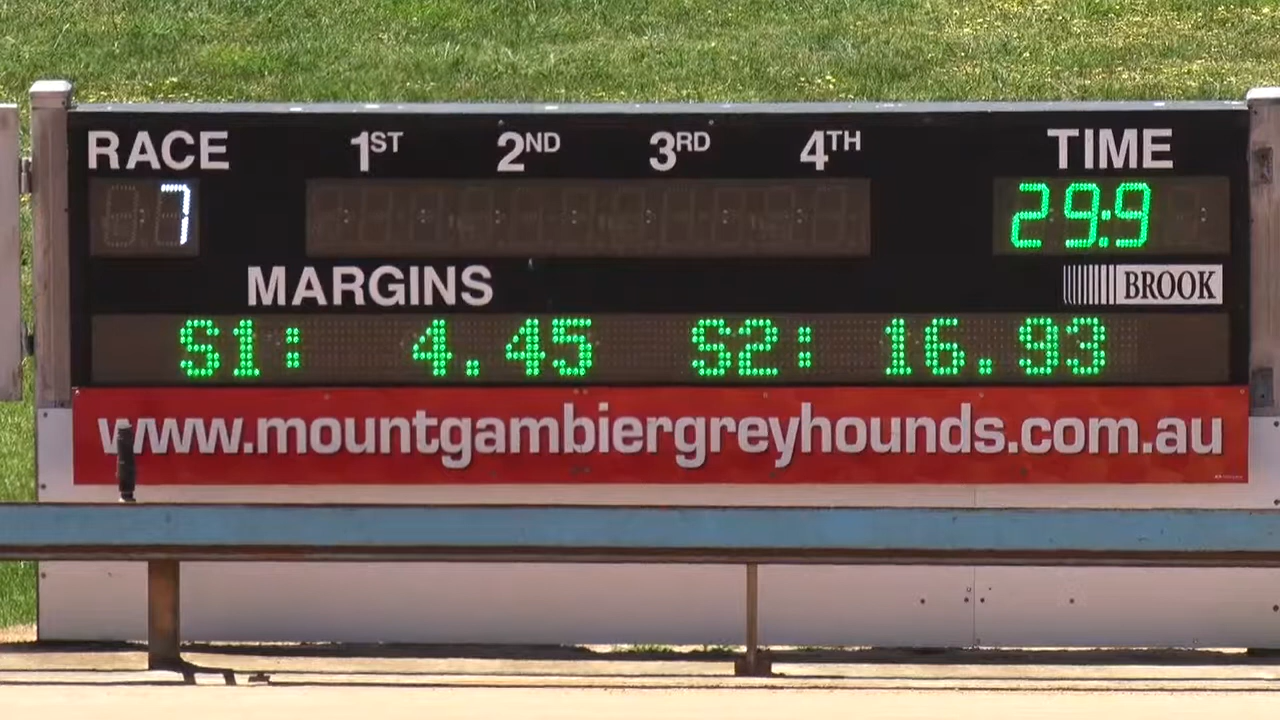 RACE 1ST 2ND 3RD 4TH TIME
7 29:9
MARGINS BROOK
S1: 4.45 S2: 16.93
www.mountgambiergreyhounds.com.au